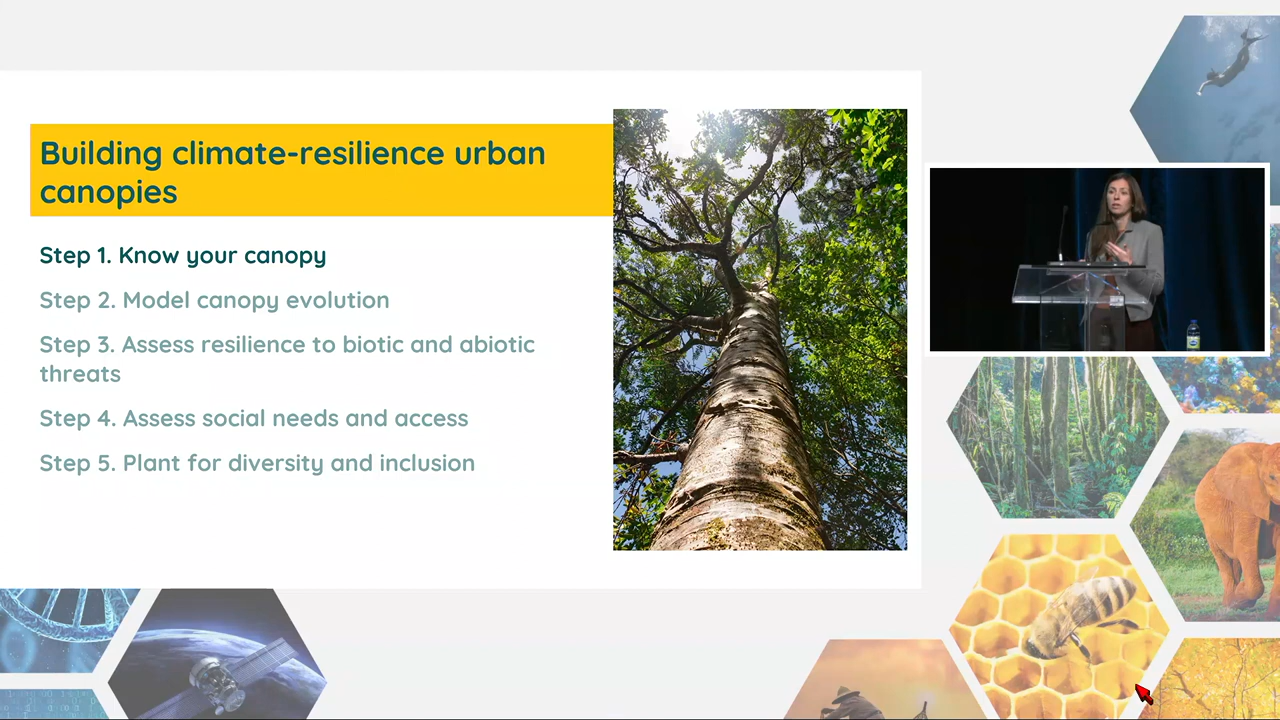 Building climate-resilience urban
canopies
Step 1. Know your canopy
Step 2. Model canopy evolution
Step 3. Assess resilience to biotic and abiotic
threats
Step 4. Assess social needs and access
Step 5. Plant for diversity and inclusion